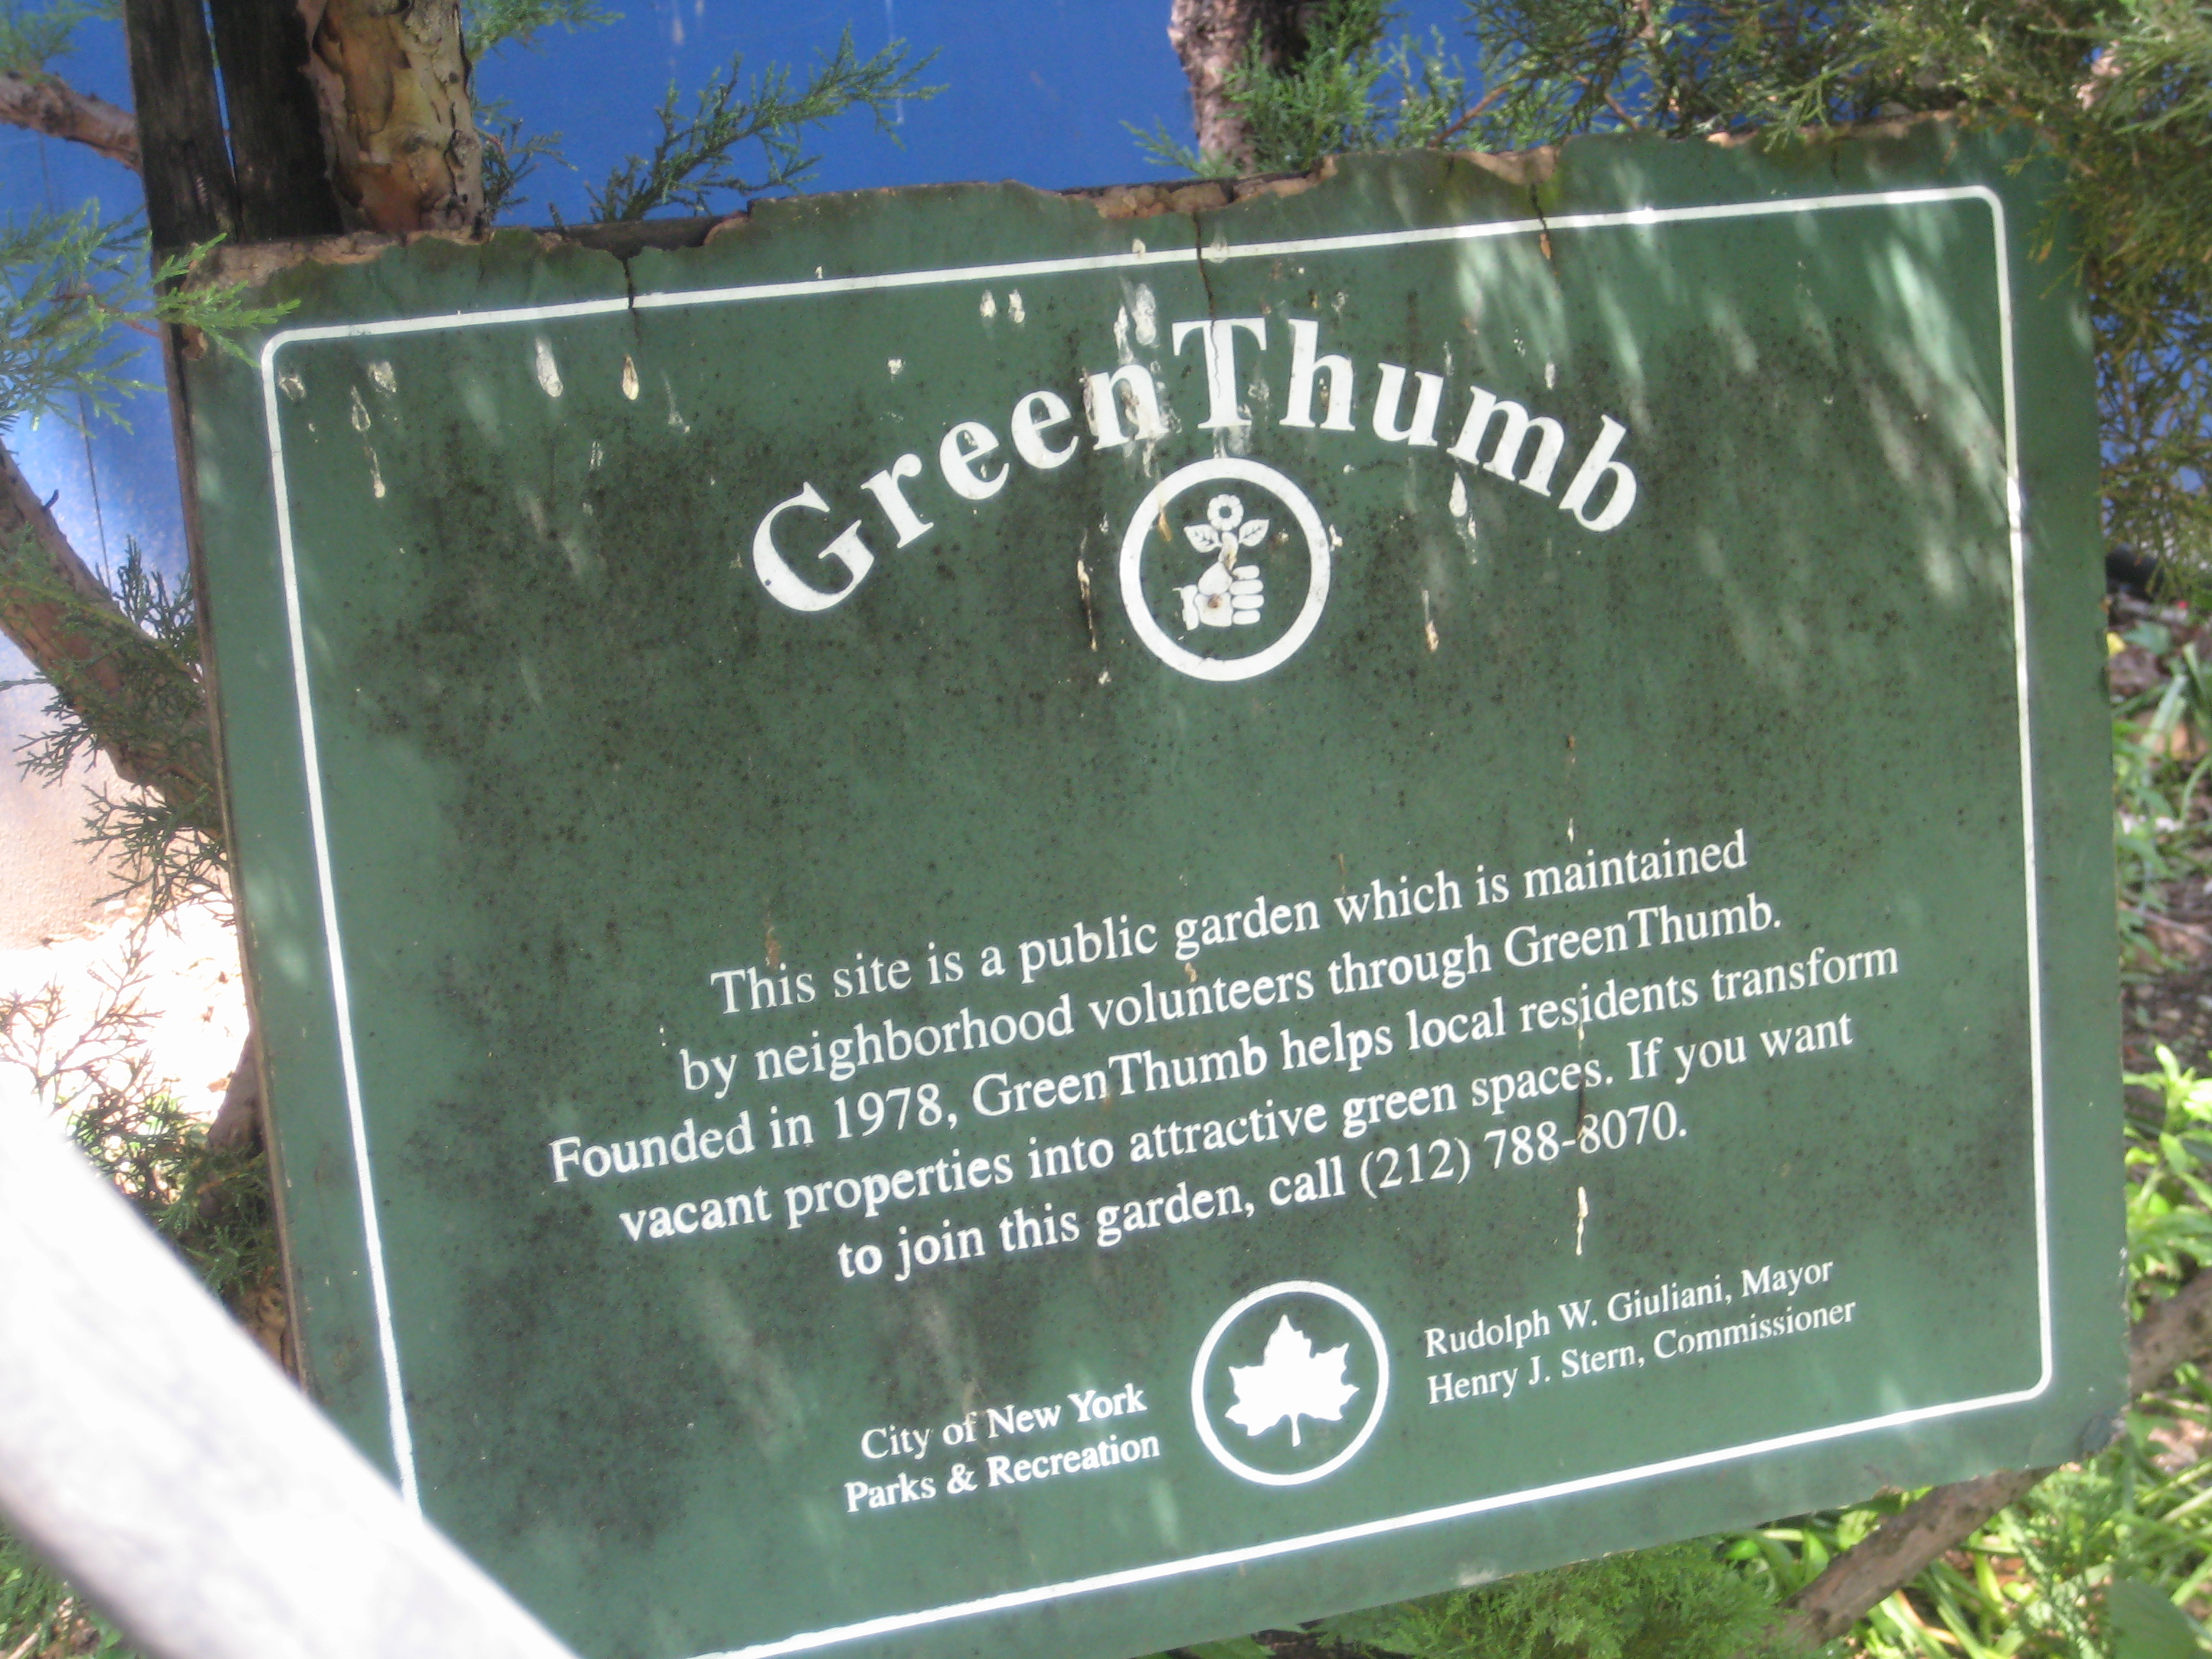 GreenThumb
This site is a public garden which is maintained
by neighborhood volunteers through GreenThumb.
Founded in 1978, GreenThumb helps local residents transform
vacant properties into attractive green spaces. If you want
to join this garden, call (212) 788-8070.
City of New York
Parks & Recreation
Rudolph W. Giuliani, Mayor
Henry J. Stern, Commissioner